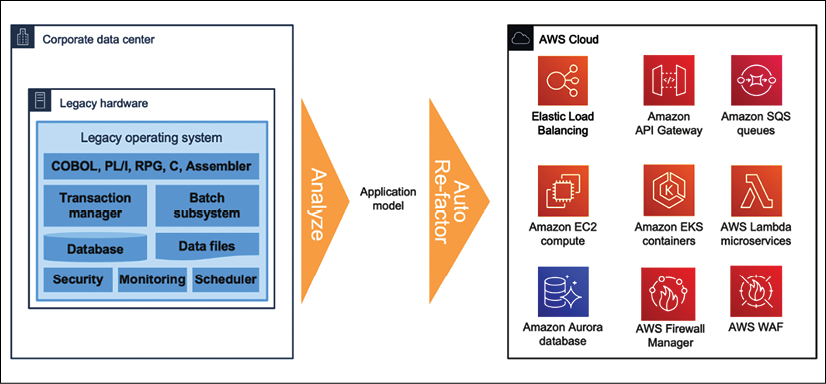 Corporate data center
Legacy hardware
Legacy operating system
COBOL, PL/I, RPG, C, Assembler
Transaction
manager
Batch
subsystem
Database
Data files
Security
Monitoring
Scheduler
Analyze
Application
model
Auto
Re-factor
AWS Cloud
Elastic Load
Balancing
Amazon
API Gateway
Amazon SQS
queues
Amazon EC2
compute
K
Amazon EKS
containers
AWS Lambda
microservices
Amazon Aurora
database
AWS Firewall
Manager
AWS WAF